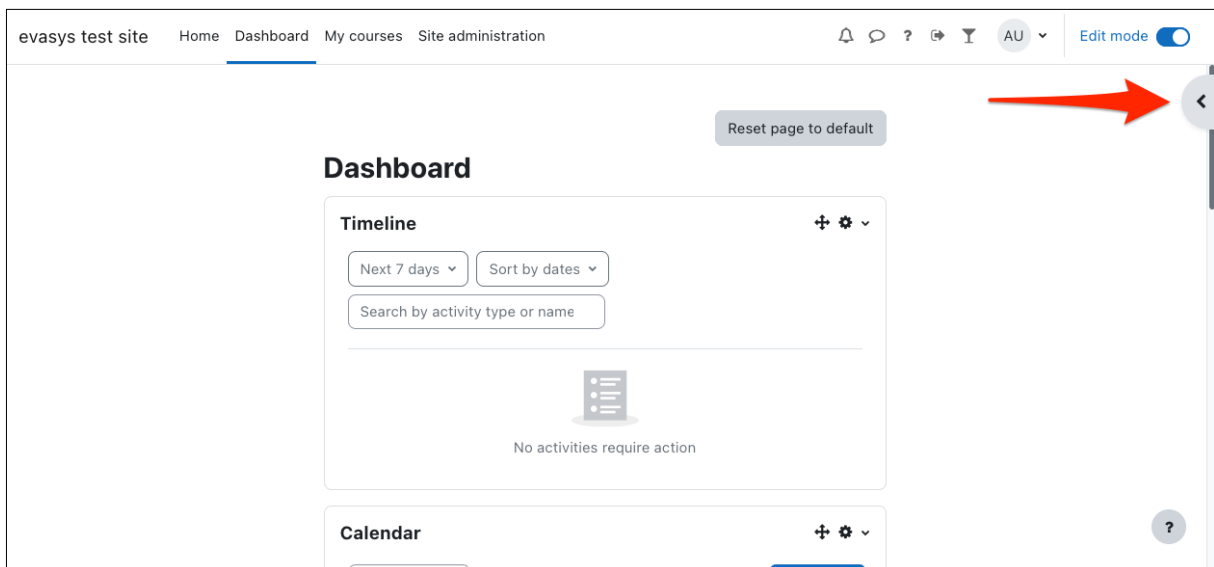 evasys test site Home Dashboard My courses Site administration ? AU Edit mode
Reset page to default
Dashboard
Timeline
Next 7 days Sort by dates
Search by activity type or name
No activities require action
Calendar
?